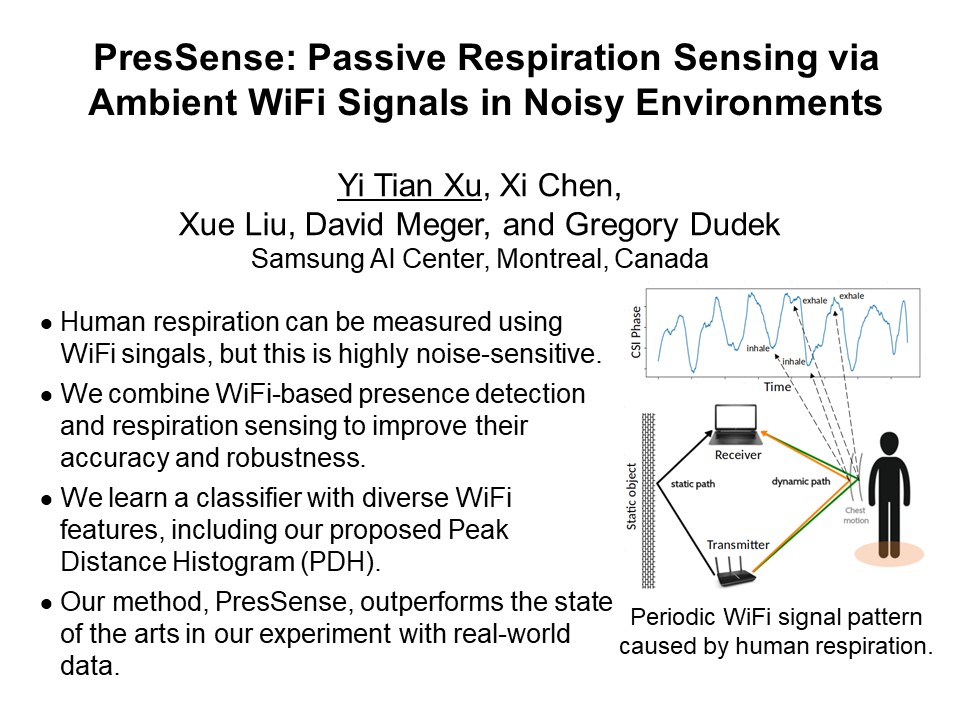 PresSense: Passive Respiration Sensing via
Ambient WiFi Signals in Noisy Environments
Yi Tian Xu, Xi Chen,
Xue Liu, David Meger, and Gregory Dudek
Samsung AI Center, Montreal, Canada
● Human respiration can be measured using
WiFi singals, but this is highly noise-sensitive.
● We combine WiFi-based presence detection
and respiration sensing to improve their
accuracy and robustness.
● We learn a classifier with diverse WiFi
features, including our proposed Peak
Distance Histogram (PDH).
● Our method, PresSense, outperforms the state
of the arts in our experiment with real-world
data.
CSI Phase
exhale
exhale
inhale
inhale
Time
Static object
Receiver
static path
dynamic path
Chest
motion
Transmitter
Periodic WiFi signal pattern
caused by human respiration.